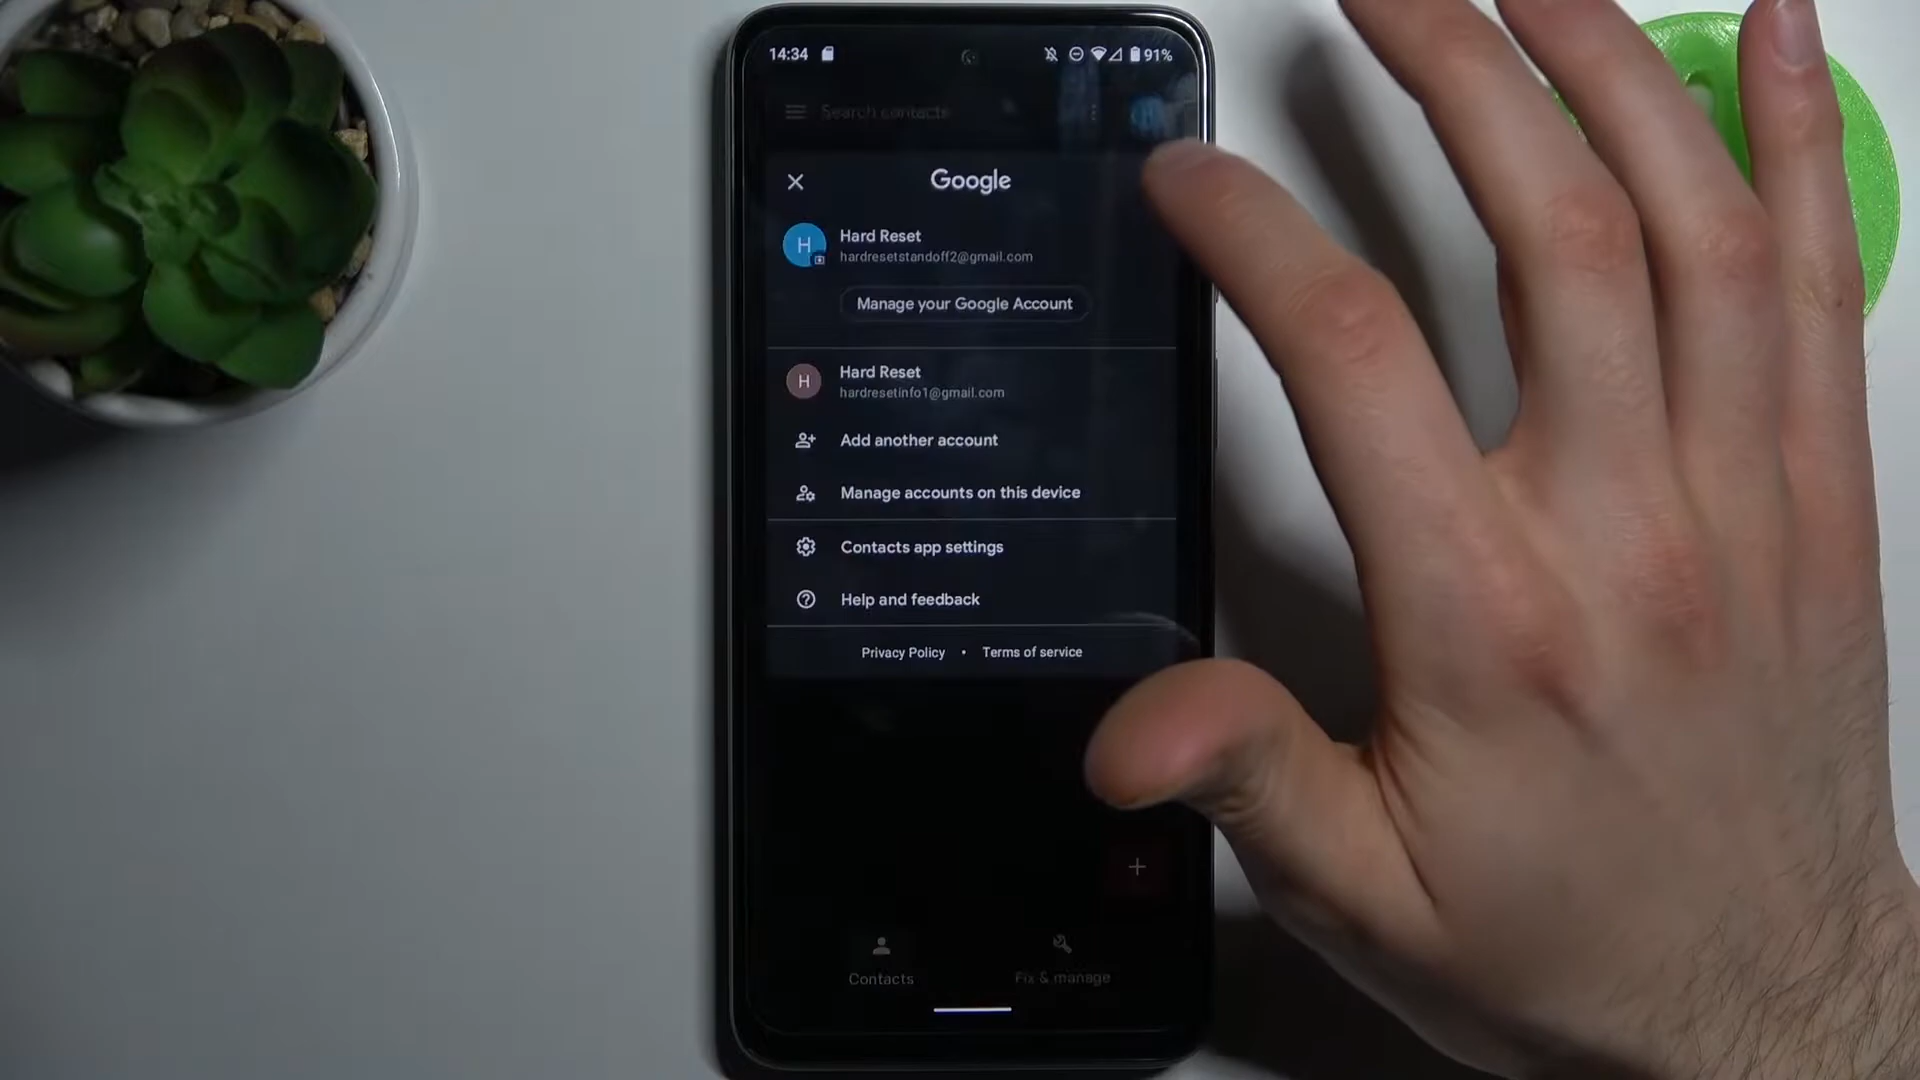 14:34 91%
Search contacts H
Google
H Hard Reset
hardresetstandoff2@gmail.com
Manage your Google Account
H Hard Reset
hardresetinfo1@gmail.com
Add another account
Manage accounts on this device
Contacts app settings
Help and feedback
Privacy Policy • Terms of service
Contacts Fix & manage